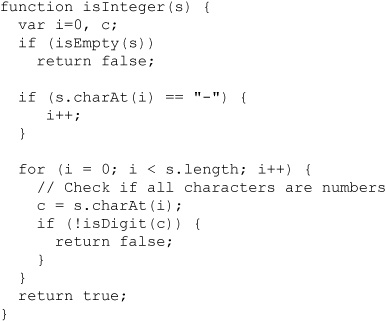 function isInteger(s) {
  var i=0, c;
  if (isEmpty(s))
    return false;

  if (s.charAt(i) == "-") {
     i++;
  }

  for (i = 0; i < s.length; i++) {
    // Check if all characters are numbers
    c = s.charAt(i);
    if (!isDigit(c)) {
      return false;
    }
  }
  return true;
}